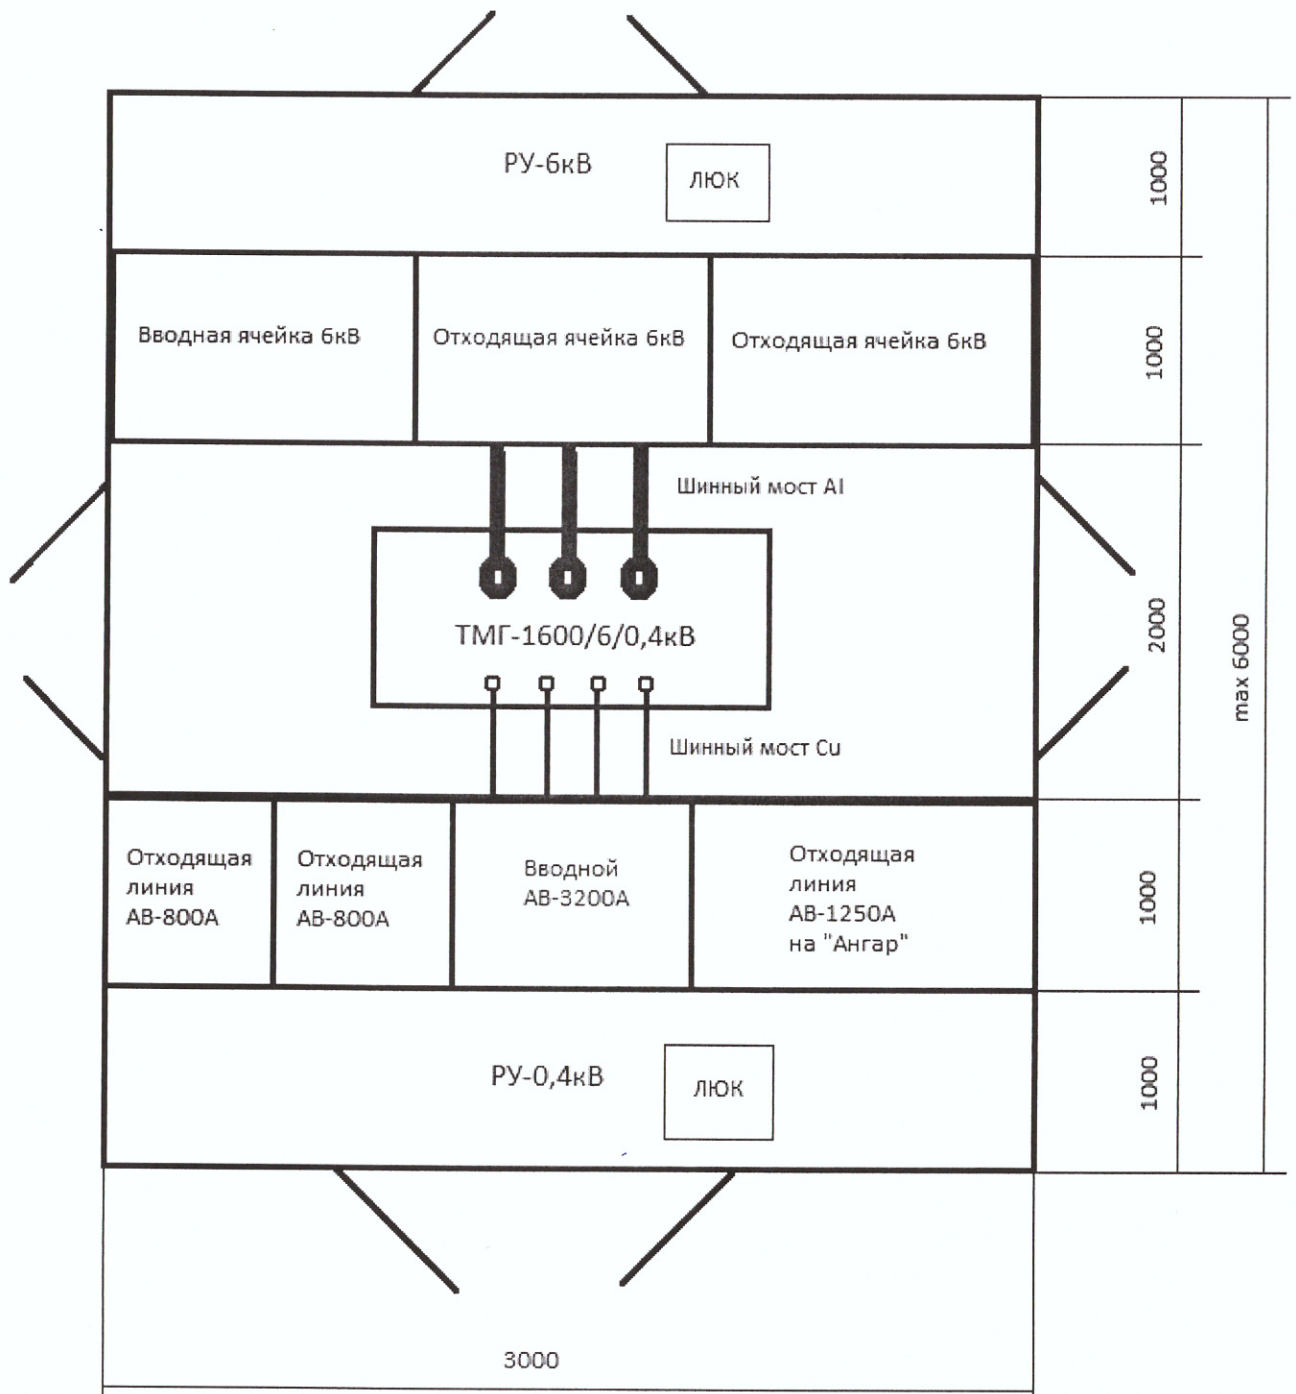 РУ-6кВ
ЛЮК
1000
Вводная ячейка 6кВ
Отходящая ячейка 6кВ
Отходящая ячейка 6кВ
1000
Шинный мост Al
ТМГ-1600/6/0,4кВ
2000
max 6000
Шинный мост Cu
Отходящая
линия
АВ-800А
Отходящая
линия
АВ-800А
Вводной
АВ-3200А
Отходящая
линия
АВ-1250А
на "Ангар"
1000
РУ-0,4кВ
ЛЮК
1000
3000